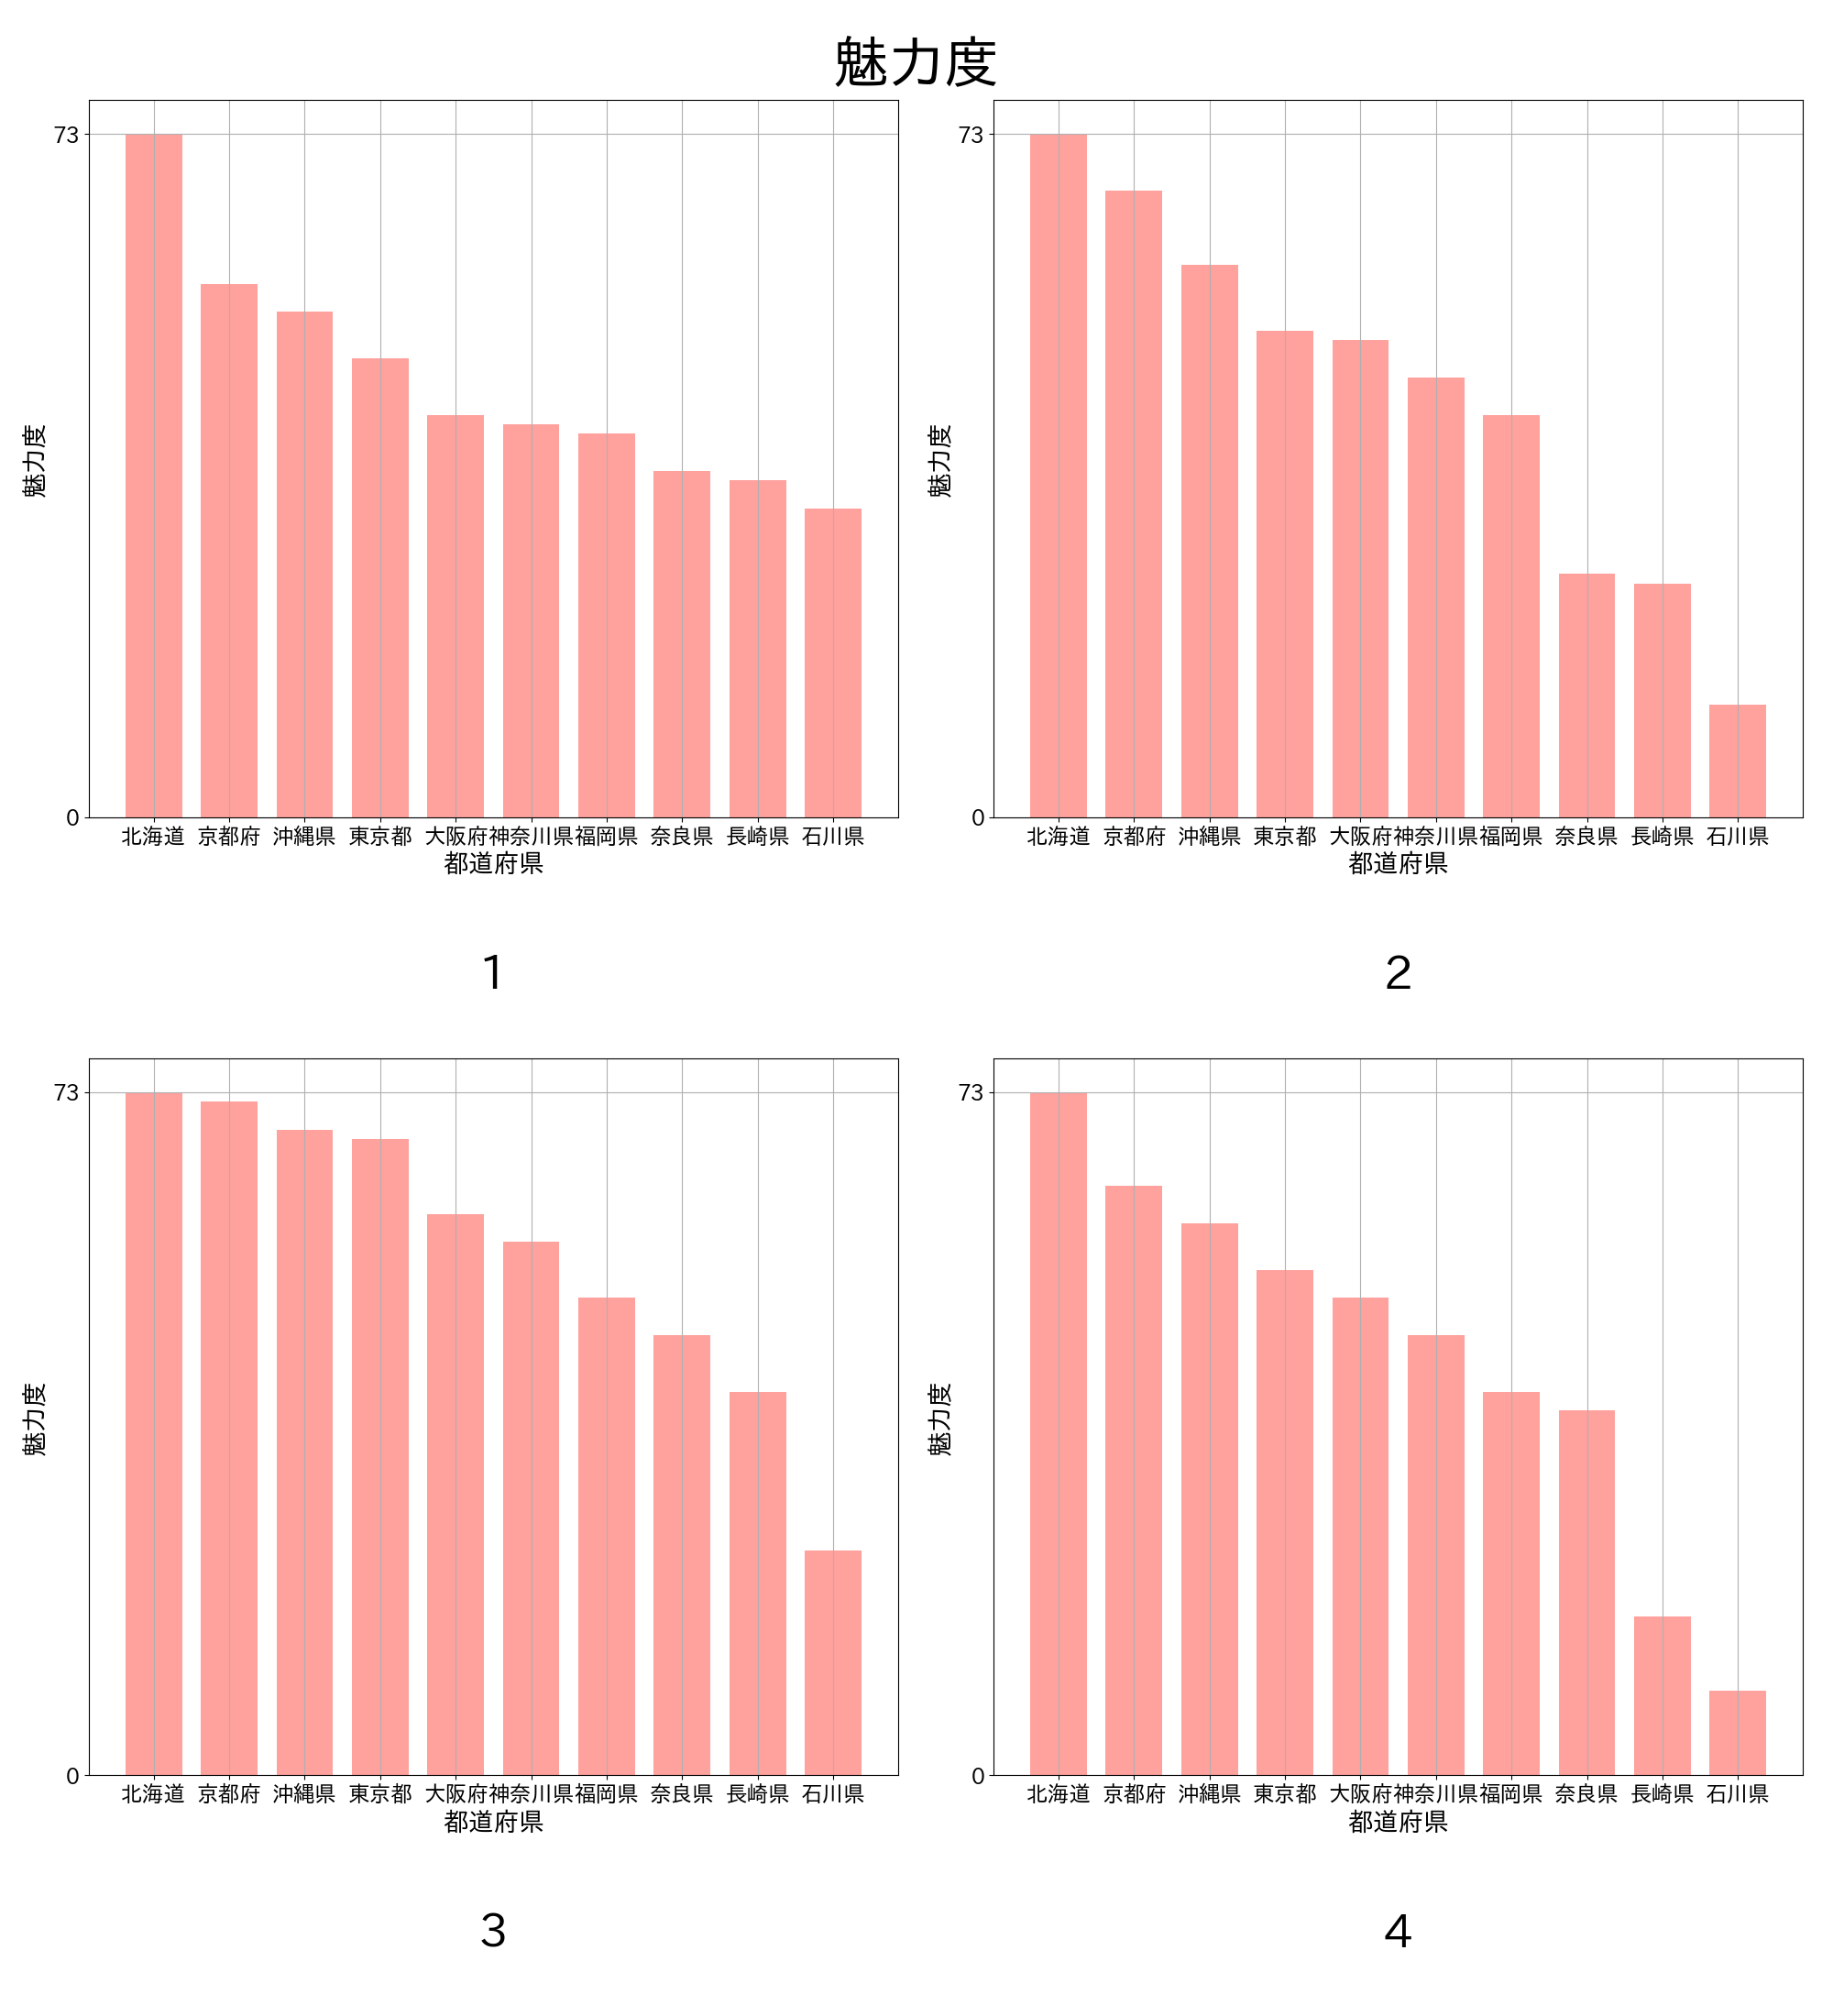 魅力度
73
0
魅力度
北海道 京都府 沖縄県 東京都 大阪府 神奈川県 福岡県 奈良県 長崎県 石川県
都道府県
1
73
0
魅力度
北海道 京都府 沖縄県 東京都 大阪府 神奈川県 福岡県 奈良県 長崎県 石川県
都道府県
2
73
0
魅力度
北海道 京都府 沖縄県 東京都 大阪府 神奈川県 福岡県 奈良県 長崎県 石川県
都道府県
3
73
0
魅力度
北海道 京都府 沖縄県 東京都 大阪府 神奈川県 福岡県 奈良県 長崎県 石川県
都道府県
4